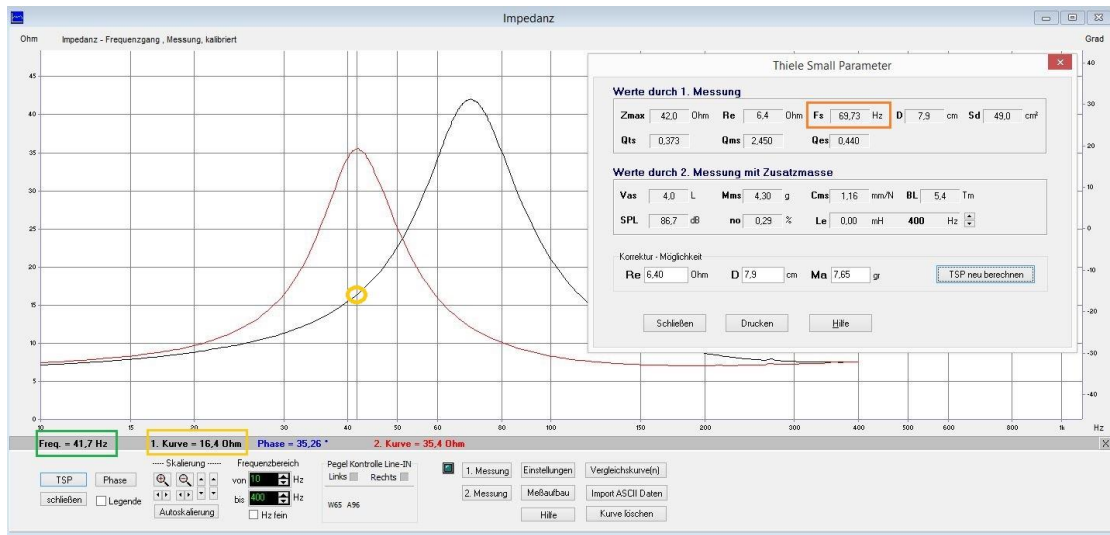 Impedanz
Ohm Impedanz - Frequenzgang , Messung, kalibriert Grad
45
40
35
30
25
20
15
10
5
0
40
30
20
10
0
-10
-20
-30
-40
10 15 20 30 40 50 60 80 100 150 200 300 400 500 600 800 1k Hz
Thiele Small Parameter
Werte durch 1. Messung
Zmax 42,0 Ohm Re 6,4 Ohm Fs 69,73 Hz D 7,9 cm Sd 49,0 cm²
Qts 0,373 Qms 2,450 Qes 0,440
Werte durch 2. Messung mit Zusatzmasse
Vas 4,0 L Mms 4,30 g Cms 1,16 mm/N BL 5,4 Tm
SPL 86,7 dB no 0,29 % Le 0,00 mH 400 Hz
Korrektur - Möglichkeit
Re 6,40 Ohm D 7,9 cm Ma 7,65 gr TSP neu berechnen
Schließen Drucken Hilfe
Freq. = 41,7 Hz 1. Kurve = 16,4 Ohm Phase = 35,26 ° 2. Kurve = 35,4 Ohm X
TSP Phase
schließen Legende
Skalierung
Autoskalierung
Frequenzbereich
von 10 Hz
bis 400 Hz
Hz fein
Pegel Kontrolle Line-IN
Links Rechts
W65 A96
1. Messung Einstellungen Vergleichskurve(n)
2. Messung Meßaufbau Import ASCII Daten
Hilfe Kurve löschen